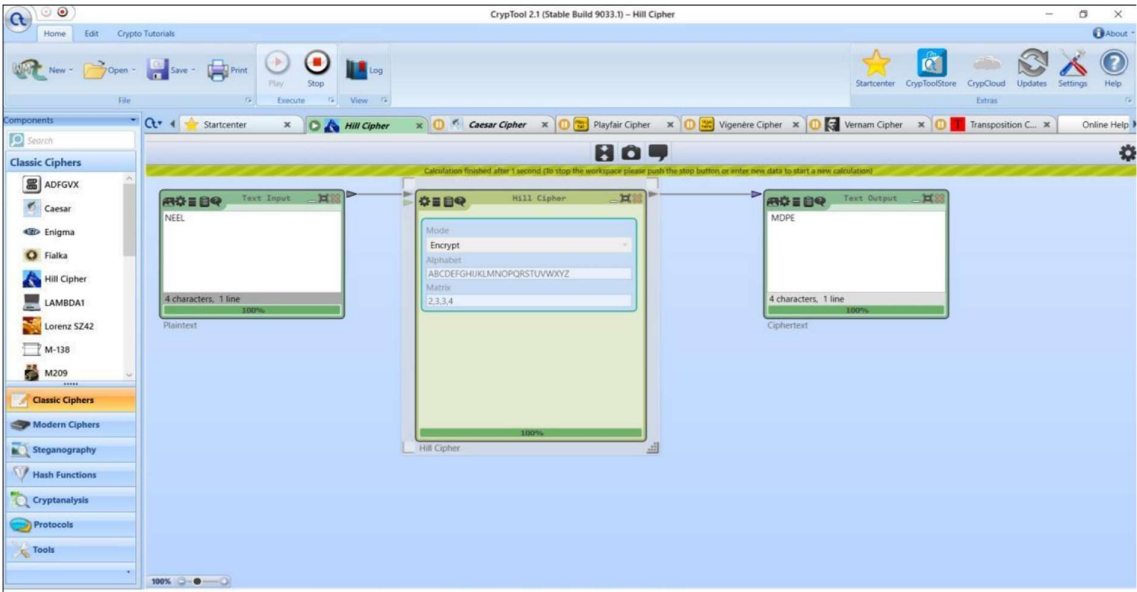 CrypTool 2.1 (Stable Build 9033.1) – Hill Cipher
Home Edit Crypto Tutorials About
New Open Save Print Play Stop Log Startcenter CrypToolStore CrypCloud Updates Settings Help
File Execute View Extras
Components Startcenter Hill Cipher Caesar Cipher Playfair Cipher Vigenère Cipher Vernam Cipher Transposition C... Online Help
Search
Classic Ciphers
Calculation finished after 1 second (To stop the workspace please push the stop button or enter new data to start a new calculation)
ADFGVX
Caesar
Enigma
Fialka
Hill Cipher
LAMBDA1
Lorenz SZ42
M-138
M209
Classic Ciphers
Modern Ciphers
Steganography
Hash Functions
Cryptanalysis
Protocols
Tools
Text Input
NEEL
4 characters, 1 line
100%
Plaintext
Hill Cipher
Mode
Encrypt
Alphabet
ABCDEFGHIJKLMNOPQRSTUVWXYZ
Matrix
2,3,3,4
100%
Hill Cipher
Text Output
MDPE
4 characters, 1 line
100%
Ciphertext
100%